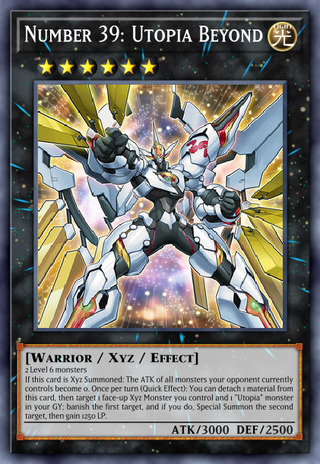 Number 39: Utopia Beyond
LIGHT
光
39
[Warrior / Xyz / Effect]
2 Level 6 monsters
If this card is Xyz Summoned: The ATK of all monsters your opponent currently
controls become 0. Once per turn (Quick Effect): You can detach 1 material from
this card, then target 1 face-up Xyz Monster you control and 1 "Utopia" monster
in your GY; banish the first target, and if you do, Special Summon the second
target, then gain 1250 LP.
ATK/3000 DEF/2500